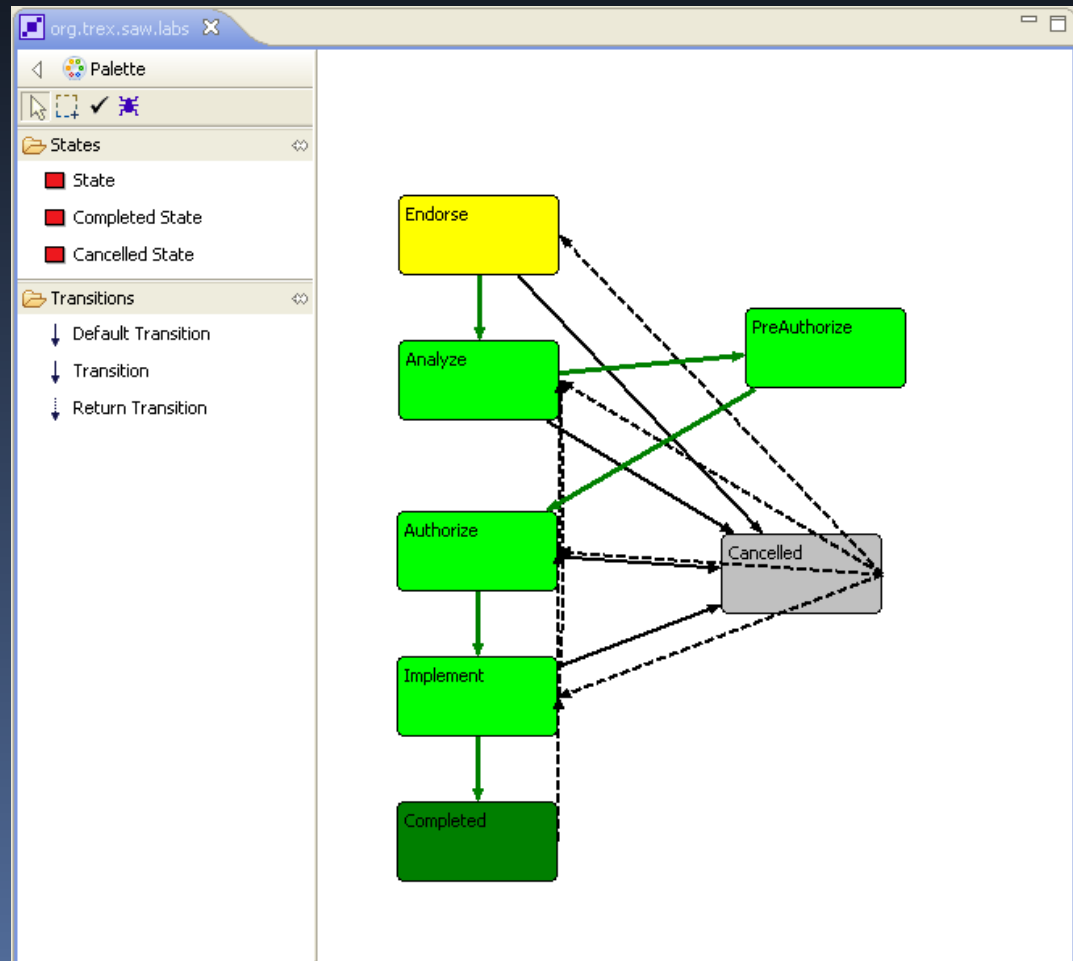 org.trex.saw.labs
Palette
States
State
Completed State
Cancelled State
Transitions
Default Transition
Transition
Return Transition
Endorse
PreAuthorize
Analyze
Authorize
Cancelled
Implement
Completed